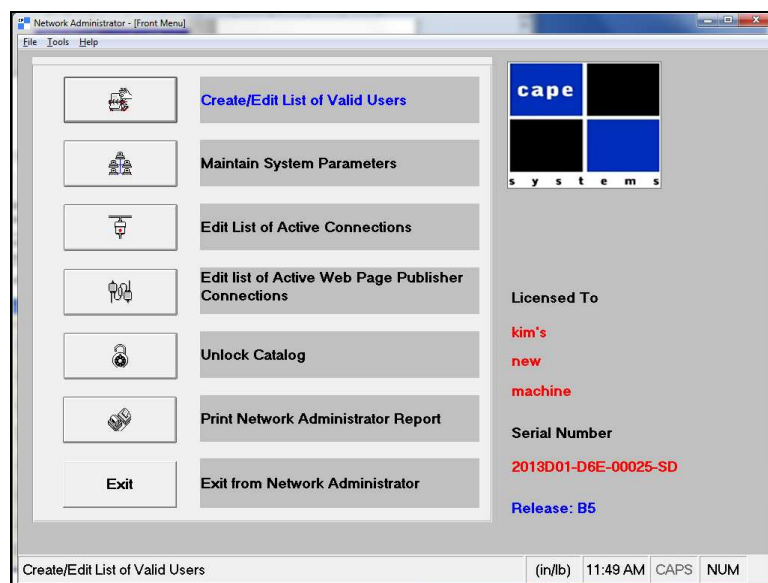 Network Administrator - [Front Menu]
File Tools Help
Create/Edit List of Valid Users
Maintain System Parameters
Edit List of Active Connections
Edit list of Active Web Page Publisher
Connections
Unlock Catalog
Print Network Administrator Report
Exit
Exit from Network Administrator
cape
systems
Licensed To
kim's
new
machine
Serial Number
2013D01-D6E-00025-SD
Release: B5
Create/Edit List of Valid Users
(in/lb) 11:49 AM CAPS NUM